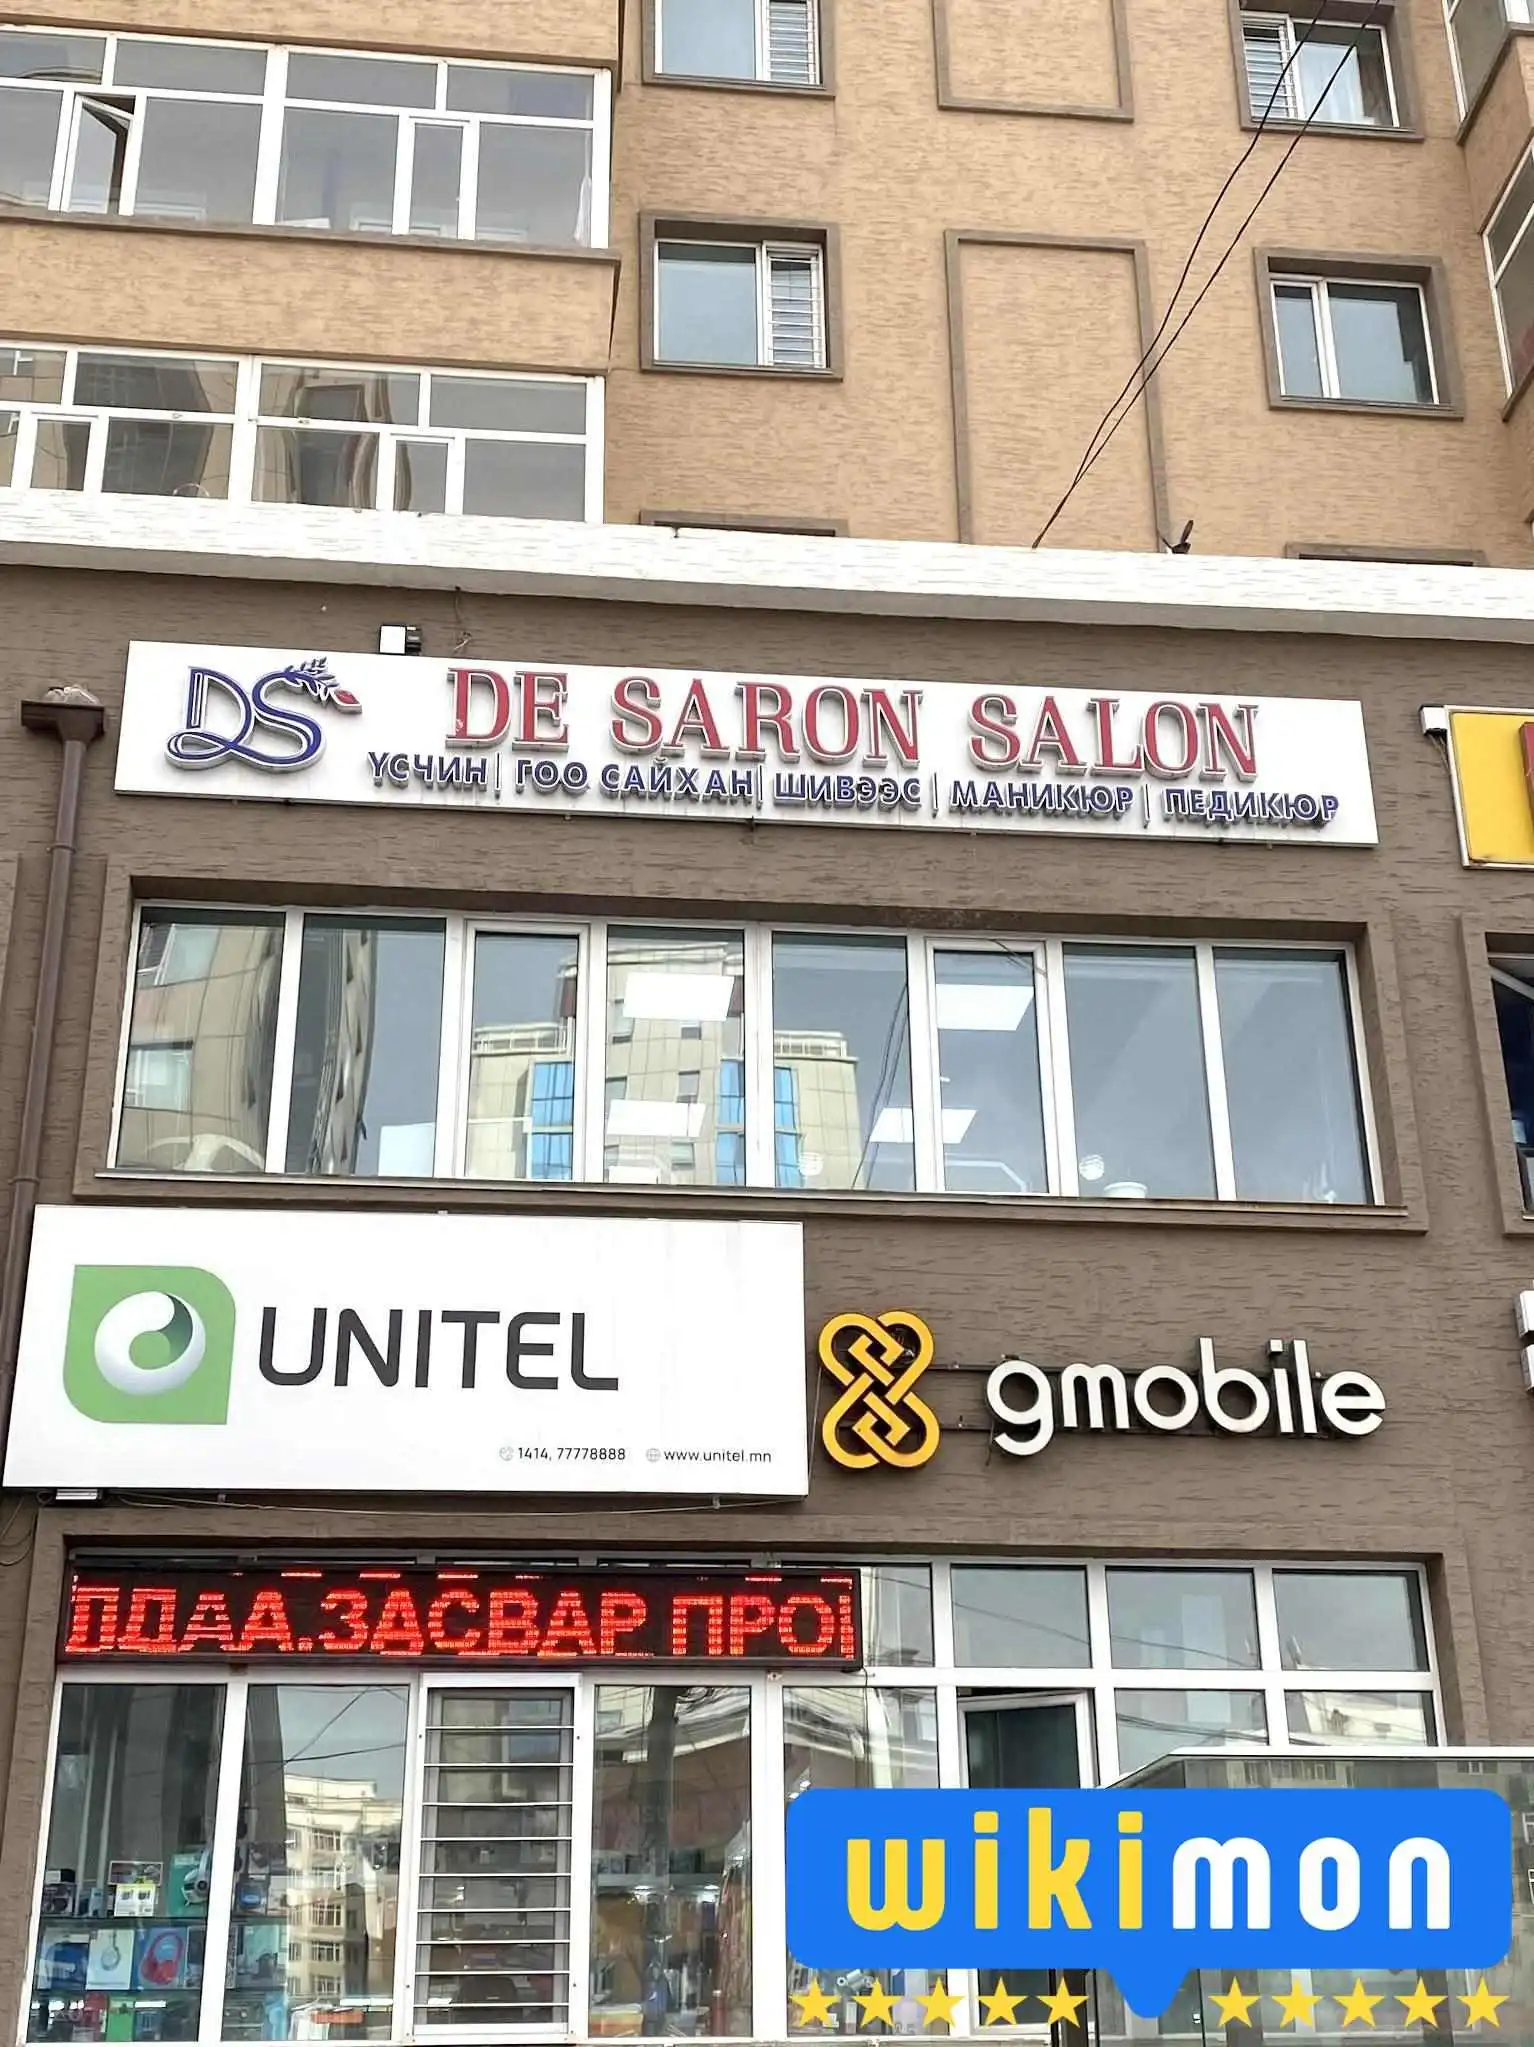 DS
DE SARON SALON
ҮСЧИН | ГОО САЙХАН | ШИВЭЭС | МАНИКЮР | ПЕДИКЮР
UNITEL
1414, 77778888 www.unitel.mn
gmobile
ПДАА.ЗАСВАР ПРО
wikimon